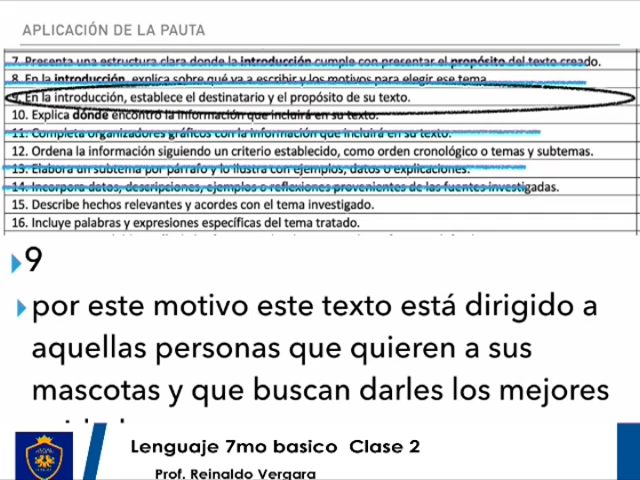 APLICACIÓN DE LA PAUTA
7. Presenta una estructura clara donde la introducción cumple con presentar el propósito del texto creado.
8. En la introducción, explica sobre qué va a escribir y los motivos para elegir ese tema.
9. En la introducción, establece el destinatario y el propósito de su texto.
10. Explica dónde encontró la información que incluirá en su texto.
11. Completa organizadores gráficos con la información que incluirá en su texto.
12. Ordena la información siguiendo un criterio establecido, como orden cronológico o temas y subtemas.
13. Elabora un subtema por párrafo y lo ilustra con ejemplos, datos o explicaciones.
14. Incorpora datos, descripciones, ejemplos o reflexiones provenientes de las fuentes investigadas.
15. Describe hechos relevantes y acordes con el tema investigado.
16. Incluye palabras y expresiones específicas del tema tratado.
9
por este motivo este texto está dirigido a
aquellas personas que quieren a sus
mascotas y que buscan darles los mejores
Lenguaje 7mo basico Clase 2
Prof. Reinaldo Vergara